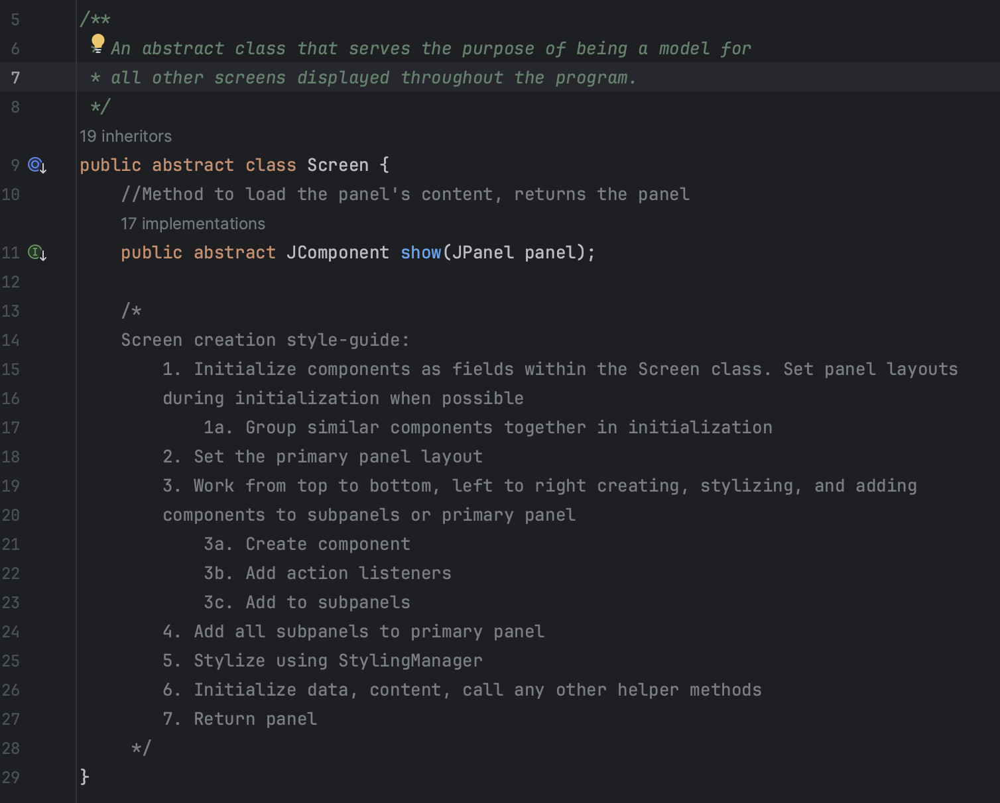 5 /**
6 * An abstract class that serves the purpose of being a model for
7 * all other screens displayed throughout the program.
8 */
19 inheritors
9 public abstract class Screen {
10 //Method to load the panel's content, returns the panel
17 implementations
11 public abstract JComponent show(JPanel panel);
12
13 /*
14 Screen creation style-guide:
15 1. Initialize components as fields within the Screen class. Set panel layouts
16 during initialization when possible
17 1a. Group similar components together in initialization
18 2. Set the primary panel layout
19 3. Work from top to bottom, left to right creating, stylizing, and adding
20 components to subpanels or primary panel
21 3a. Create component
22 3b. Add action listeners
23 3c. Add to subpanels
24 4. Add all subpanels to primary panel
25 5. Stylize using StylingManager
26 6. Initialize data, content, call any other helper methods
27 7. Return panel
28 */
29 }